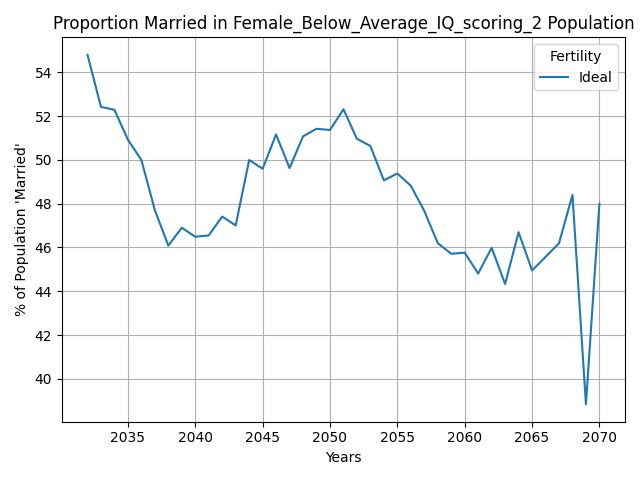 Proportion Married in Female_Below_Average_IQ_scoring_2 Population
Fertility
Ideal
% of Population 'Married'
54
52
50
48
46
44
42
40
2035 2040 2045 2050 2055 2060 2065 2070
Years